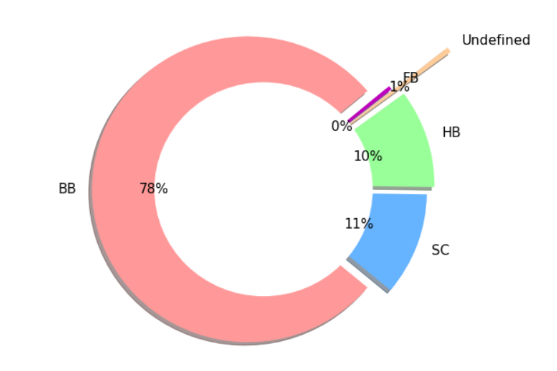 Undefined
FB
1%
0%
HB
10%
BB
78%
11%
SC